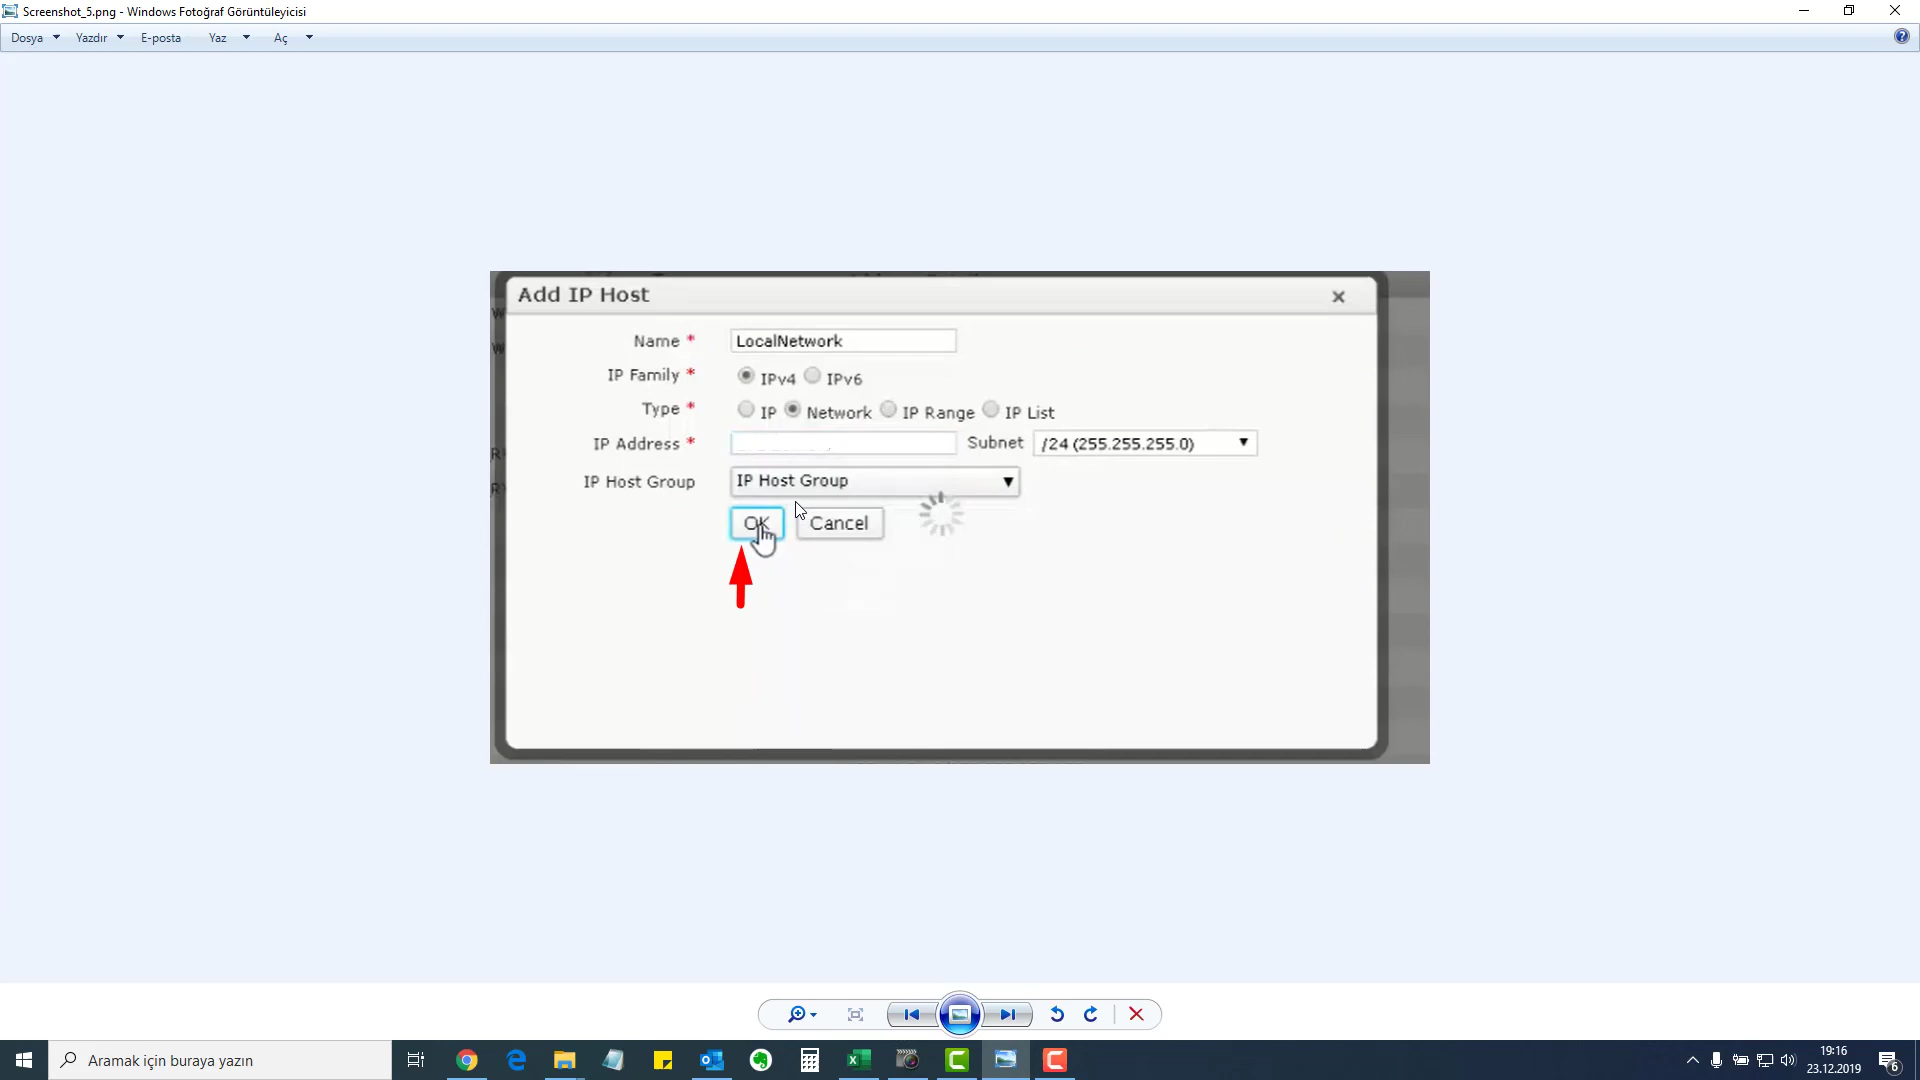 Screenshot_5.png - Windows Fotoğraf Görüntüleyicisi
Dosya Yazdır E-posta Yaz Aç
Add IP Host
Name * LocalNetwork
IP Family * IPv4 IPv6
Type * IP Network IP Range IP List
IP Address * Subnet /24 (255.255.255.0)
IP Host Group IP Host Group
OK Cancel
Aramak için buraya yazın
19:16
23.12.2019
6